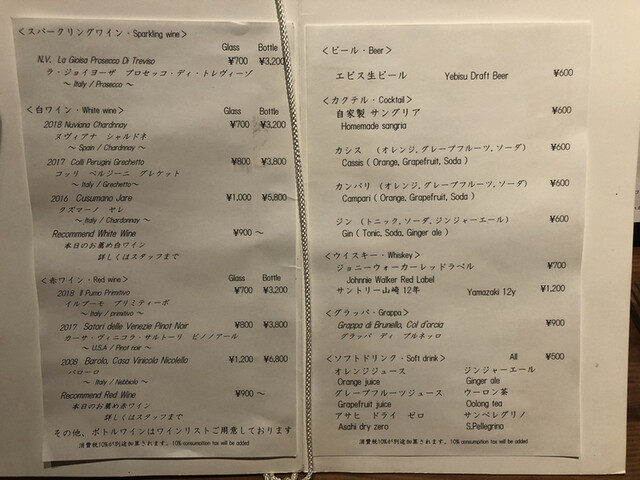 ＜スパークリングワイン・Sparkling wine＞
Glass Bottle
N.V. La Gioisa Prosecco Di Treviso ¥700 ¥3,200
ラ・ジョイヨーザ プロセッコ・ディ・トレヴィーゾ
～ Italy / Prosecco ～
＜白ワイン・White wine＞ Glass Bottle
2018 Nuviana Chardnnay ¥700 ¥3,200
ヌヴィアナ シャルドネ
～ Spain / Chardnnay ～
2017 Colli Perugini Grechetto ¥800 ¥3,800
コッリ ペルジーニ グレケット
～ Italy / Grechetto～
2016 Cusumano Jare ¥1,000 ¥5,800
クズマーノ ヤレ
～ Italy / Chardonnay ～
Recommend White Wine ¥900 ～
本日のお薦め白ワイン
詳しくはスタッフまで
＜赤ワイン・Red wine＞ Glass Bottle
2018 Il Pumo Primitivo ¥700 ¥3,200
イルプーモ プリミティーボ
～ Italy / primitivo ～
2017 Satori delle Venezie Pinot Noir ¥800 ¥3,800
カーサ・ヴィニコラ・サルトーリ ピノノアール
～ U.S.A / Pinot noir ～
2008 Barolo, Casa Vinicola Nicolello ¥1,200 ¥6,800
バローロ
～ Italy / Nebbiolo ～
Recommend Red Wine ¥900 ～
本日のお薦め赤ワイン
詳しくはスタッフまで
その他、ボトルワインはワインリストご用意しております
消費税10%が別途加算されます。10% consumption tax will be added
＜ビール・Beer＞
エビス生ビール Yebisu Draft Beer ¥600
＜カクテル・Cocktail＞
自家製 サングリア ¥600
Homemade sangria
カシス （オレンジ、グレープフルーツ、ソーダ） ¥600
Cassis ( Orange, Grapefruit, Soda )
カンパリ （オレンジ、グレープフルーツ、ソーダ） ¥600
Campari ( Orange, Grapefruit, Soda )
ジン （トニック、ソーダ、ジンジャーエール） ¥600
Gin ( Tonic, Soda, Ginger ale )
＜ウイスキー・Whiskey＞
ジョニーウォーカーレッドラベル ¥700
Johnnie Walker Red Label
サントリー山崎 12年 Yamazaki 12y ¥1,200
＜グラッパ・Grappa＞
Grappa di Brunello, Col d'orcia ¥900
グラッパ ディ ブルネッロ
＜ソフトドリンク・Soft drink＞ All ¥500
オレンジジュース ジンジャーエール
Orange juice Ginger ale
グレープフルーツジュース ウーロン茶
Grapefruit juice Oolong tea
アサヒ ドライ ゼロ サンペレグリノ
Asahi dry zero S.Pellegrino
消費税10%が別途加算されます。10% consumption tax will be added